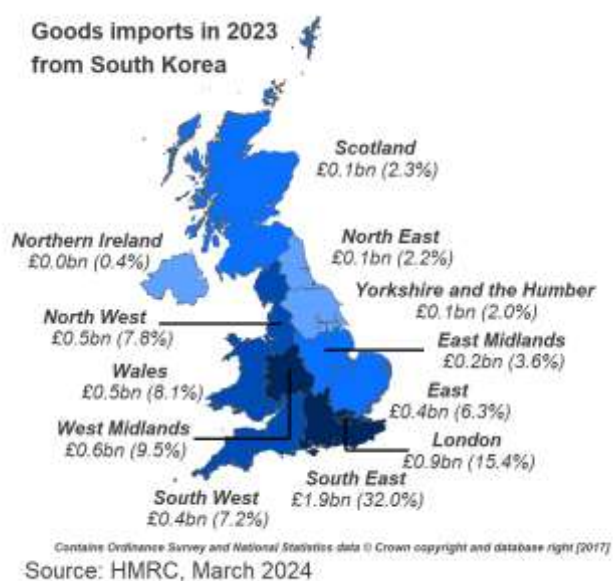 Goods imports in 2023
from South Korea
Scotland
£0.1bn (2.3%)
Northern Ireland
£0.0bn (0.4%)
North East
£0.1bn (2.2%)
Yorkshire and the Humber
£0.1bn (2.0%)
North West
£0.5bn (7.8%)
East Midlands
£0.2bn (3.6%)
Wales
£0.5bn (8.1%)
East
£0.4bn (6.3%)
West Midlands
£0.6bn (9.5%)
London
£0.9bn (15.4%)
South East
£1.9bn (32.0%)
South West
£0.4bn (7.2%)
Contains Ordinance Survey and National Statistics data © Crown copyright and database right [2017]
Source: HMRC, March 2024